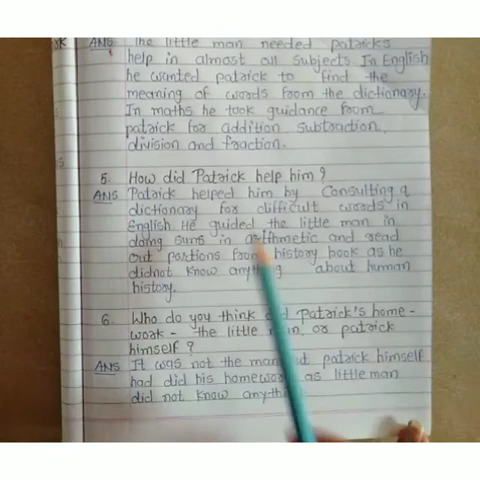 ANS The little man needed patricks
help in almost all subjects. In English
he wanted patrick to find the
meaning of words from the dictionary.
In maths he took guidance from
patrick for addition subtraction,
division and fraction.
5. How did Patrick help him?
ANS Patrick helped him by Consulting a
dictionary for difficult words in
English He guided the little man in
doing sums in arithmetic and read
out portions from history book as he
didnot know anything about human
history.
6. Who do you think did Patrick's home-
work- the little man, or patrick
himself?
ANS It was not the man but patrick himself
had did his homework as little man
did not know anything